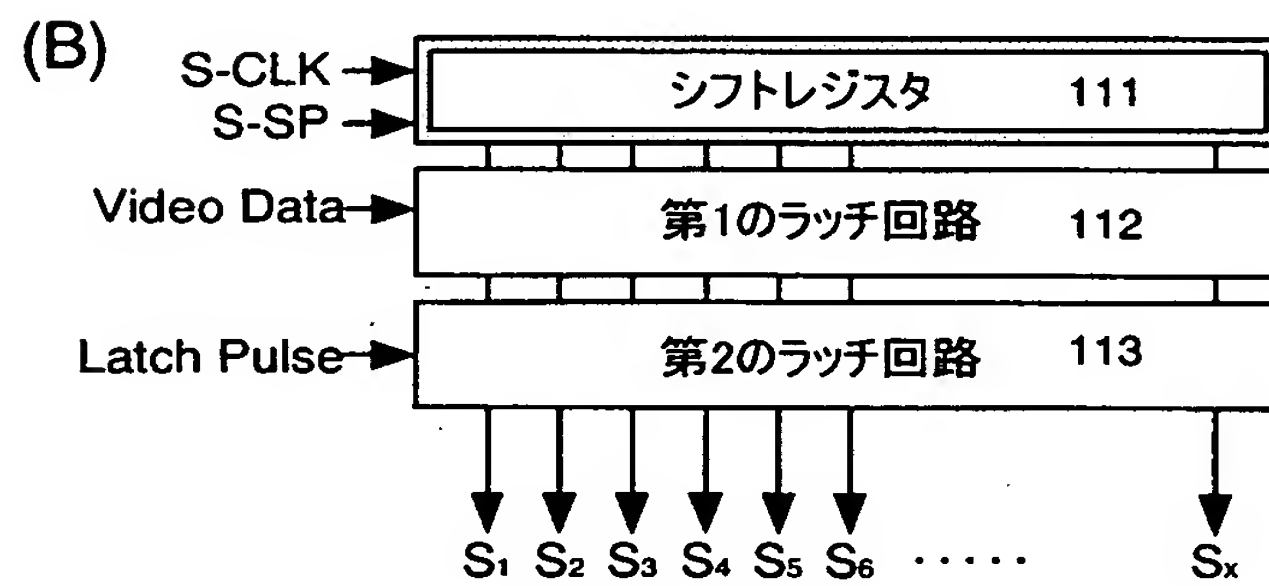 (B)
S-CLK
S-SP
シフトレジスタ 111
Video Data
第1のラッチ回路 112
Latch Pulse
第2のラッチ回路 113
S1 S2 S3 S4 S5 S6 ..... Sx